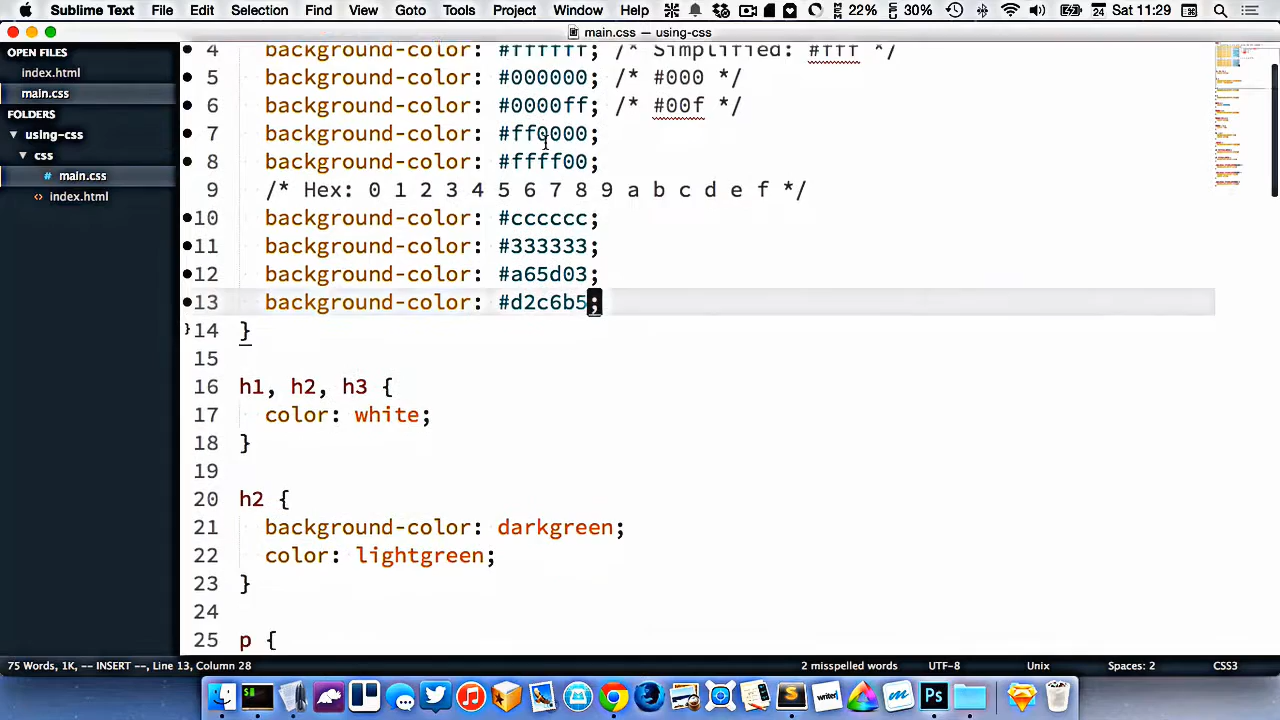 Sublime Text File Edit Selection Find View Goto Tools Project Window Help 22% 30% Sat 11:29
main.css — using-css
OPEN FILES
index.html
main.css
FOLDERS
using-css
css
main.css
index.html
4 background-color: #ffffff; /* Simplified: #fff */
5 background-color: #000000; /* #000 */
6 background-color: #0000ff; /* #00f */
7 background-color: #ff0000;
8 background-color: #ffff00;
9 /* Hex: 0 1 2 3 4 5 6 7 8 9 a b c d e f */
10 background-color: #cccccc;
11 background-color: #333333;
12 background-color: #a65d03;
13 background-color: #d2c6b5;
14 }
15
16 h1, h2, h3 {
17 color: white;
18 }
19
20 h2 {
21 background-color: darkgreen;
22 color: lightgreen;
23 }
24
25 p {
75 Words, 1K, -- INSERT --, Line 13, Column 28 2 misspelled words UTF-8 Unix Spaces: 2 CSS3